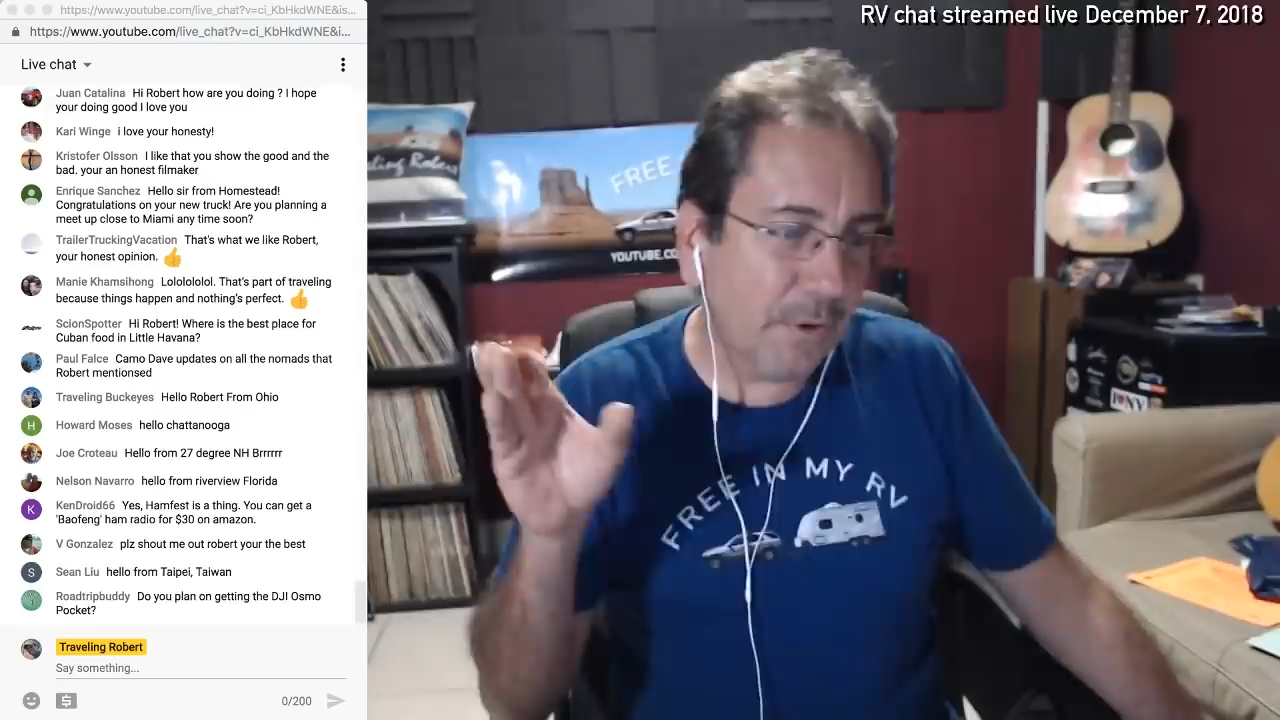 https://www.youtube.com/live_chat?v=ci_KbHkdWNE&is...
https://www.youtube.com/live_chat?v=ci_KbHkdWNE&i...
Live chat
Juan Catalina Hi Robert how are you doing ? I hope
your doing good I love you
Kari Winge i love your honesty!
Kristofer Olsson I like that you show the good and the
bad. your an honest filmaker
Enrique Sanchez Hello sir from Homestead!
Congratulations on your new truck! Are you planning a
meet up close to Miami any time soon?
TrailerTruckingVacation That's what we like Robert,
your honest opinion.
Manie Khamsihong Lolololol. That's part of traveling
because things happen and nothing's perfect.
ScionSpotter Hi Robert! Where is the best place for
Cuban food in Little Havana?
Paul Falce Camo Dave updates on all the nomads that
Robert mentionsed
Traveling Buckeyes Hello Robert From Ohio
H
Howard Moses hello chattanooga
Joe Croteau Hello from 27 degree NH Brrrrrr
Nelson Navarro hello from riverview Florida
K
KenDroid66 Yes, Hamfest is a thing. You can get a
'Baofeng' ham radio for $30 on amazon.
V Gonzalez plz shout me out robert your the best
S
Sean Liu hello from Taipei, Taiwan
Roadtripbuddy Do you plan on getting the DJI Osmo
Pocket?
Traveling Robert
Say something...
0/200
RV chat streamed live December 7, 2018
eling Robert
FREE
YOUTUBE.CO
FREE IN MY RV
I NY